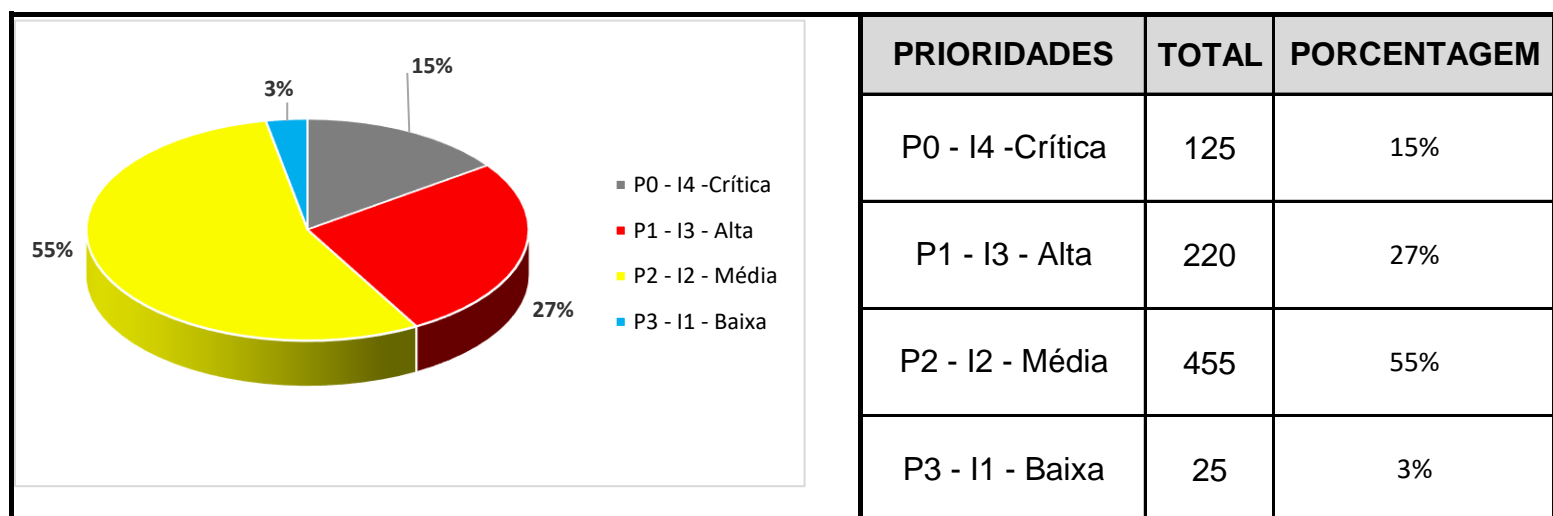 15%
3%
55%
27%
P0 - I4 -Crítica
P1 - I3 - Alta
P2 - I2 - Média
P3 - I1 - Baixa
PRIORIDADES TOTAL PORCENTAGEM
P0 - I4 -Crítica 125 15%
P1 - I3 - Alta 220 27%
P2 - I2 - Média 455 55%
P3 - I1 - Baixa 25 3%